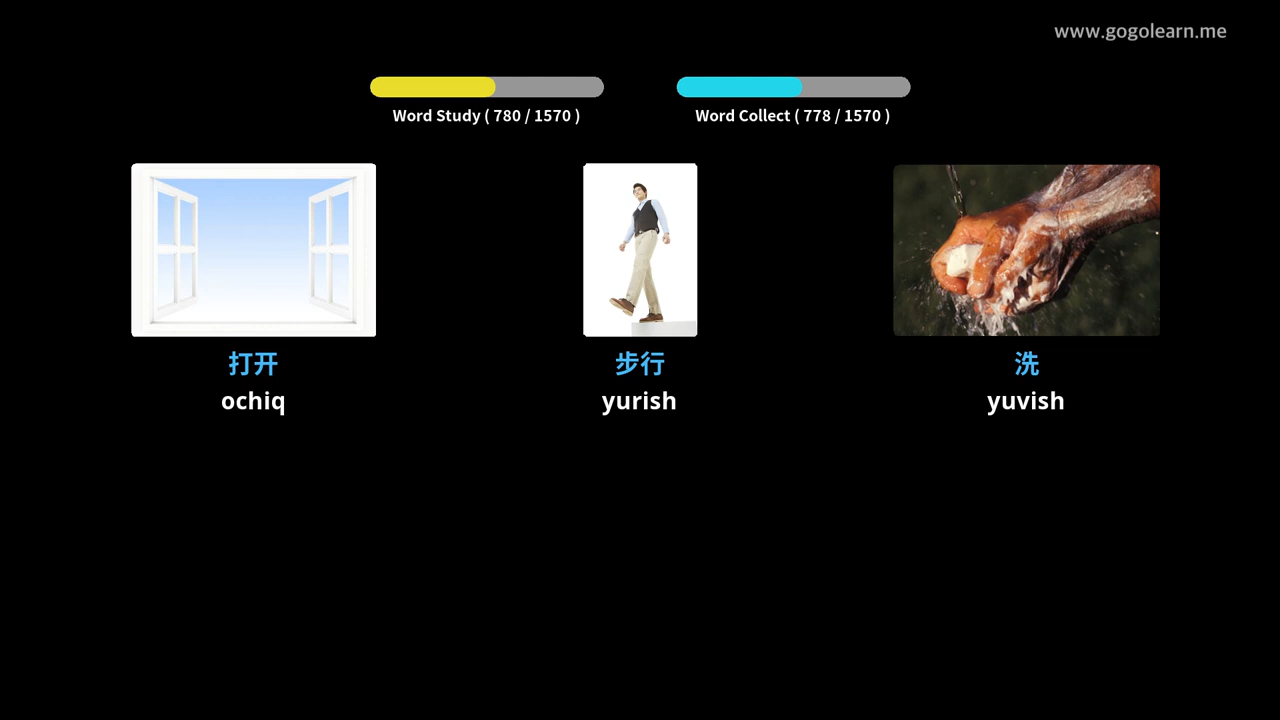 www.gogolearn.me
Word Study ( 780 / 1570 )
Word Collect ( 778 / 1570 )
打开
ochiq
步行
yurish
洗
yuvish